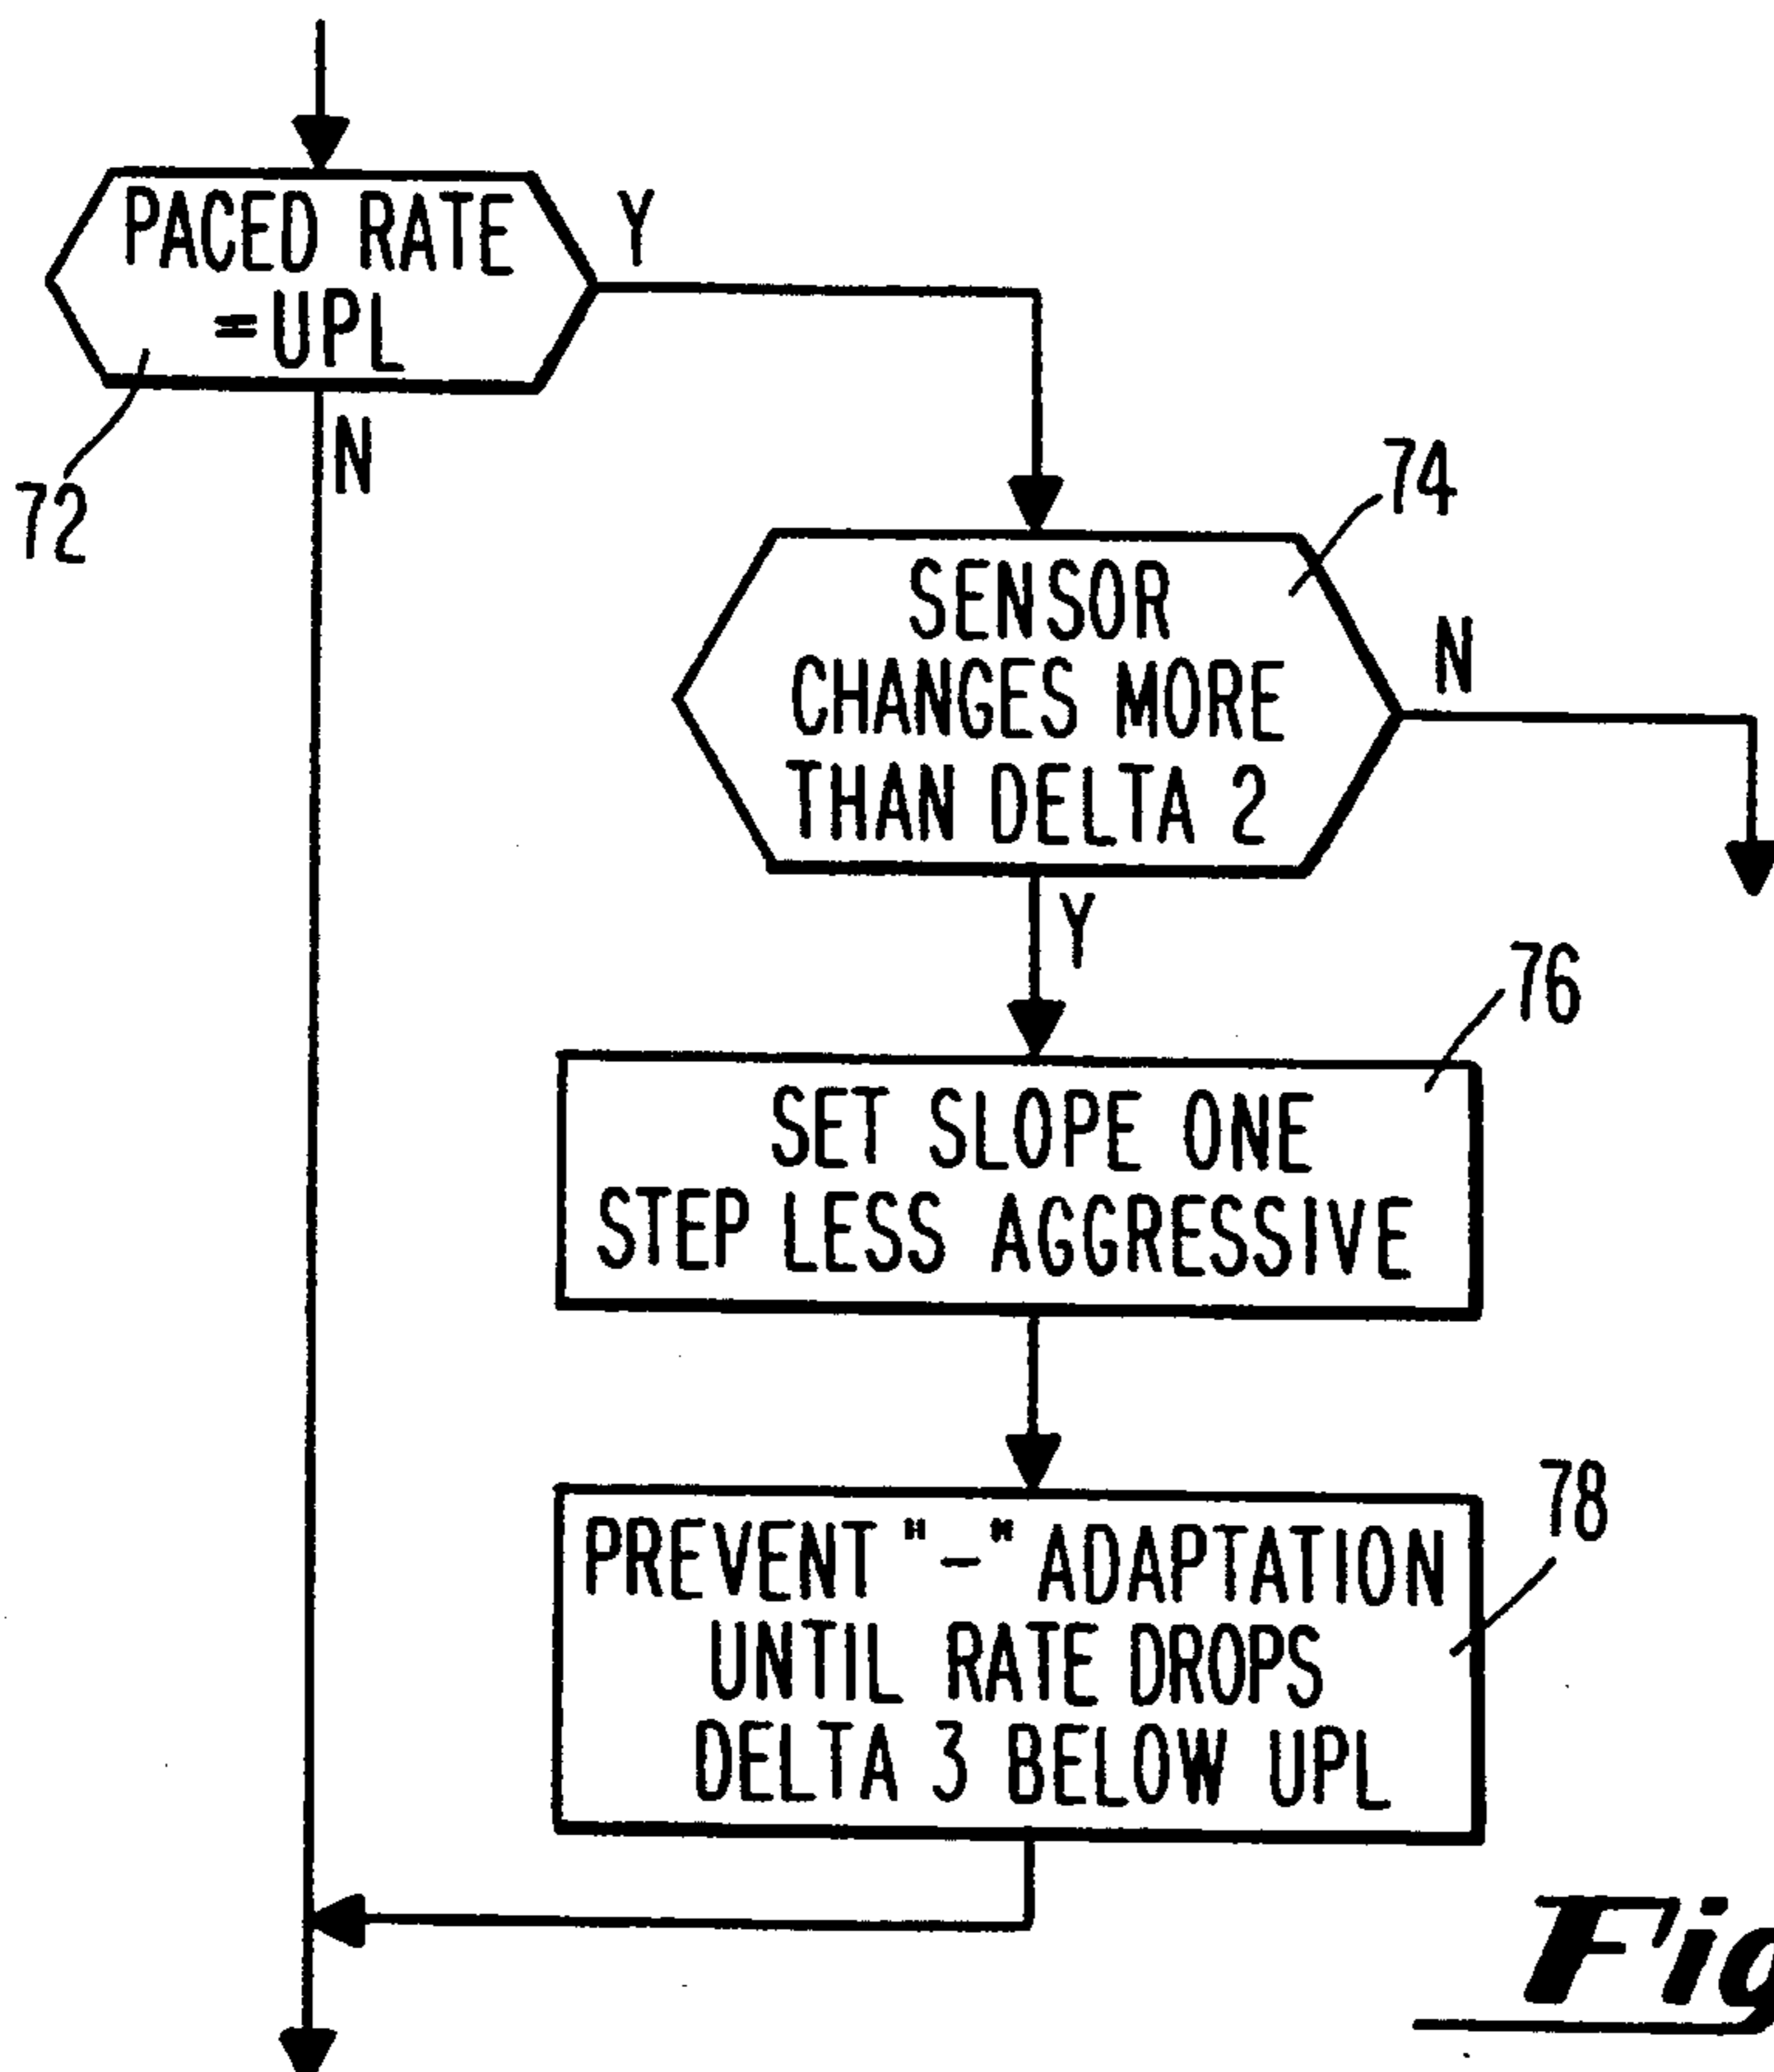 PACED RATE
=UPL
Y
N
72
74
SENSOR
CHANGES MORE
THAN DELTA 2
N
Y
76
SET SLOPE ONE
STEP LESS AGGRESSIVE
78
PREVENT "-" ADAPTATION
UNTIL RATE DROPS
DELTA 3 BELOW UPL
Fig